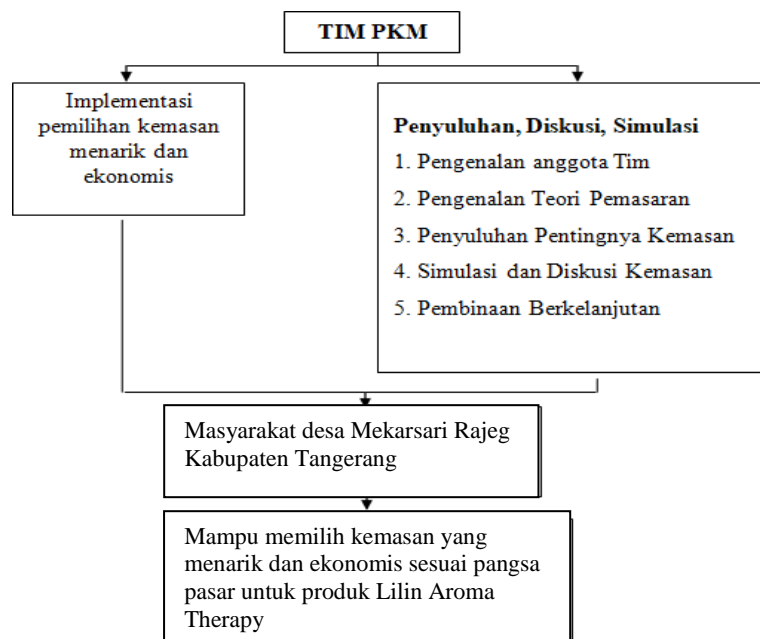 TIM PKM
Implementasi
pemilihan kemasan
menarik dan
ekonomis
Penyuluhan, Diskusi, Simulasi
1. Pengenalan anggota Tim
2. Pengenalan Teori Pemasaran
3. Penyuluhan Pentingnya Kemasan
4. Simulasi dan Diskusi Kemasan
5. Pembinaan Berkelanjutan
Masyarakat desa Mekarsari Rajeg
Kabupaten Tangerang
Mampu memilih kemasan yang
menarik dan ekonomis sesuai pangsa
pasar untuk produk Lilin Aroma
Therapy